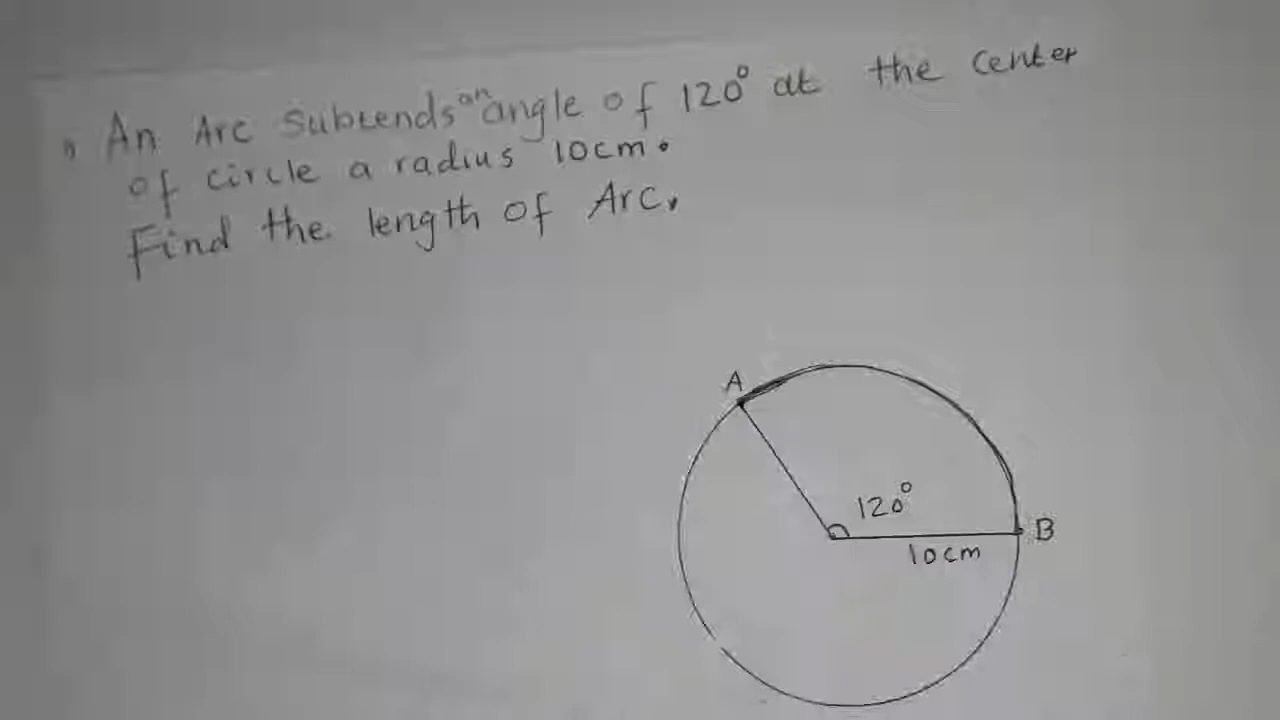 1) An Arc subtends an angle of 120° at the center
of circle a radius 10cm.
Find the length of Arc.
A
120°
B
10cm